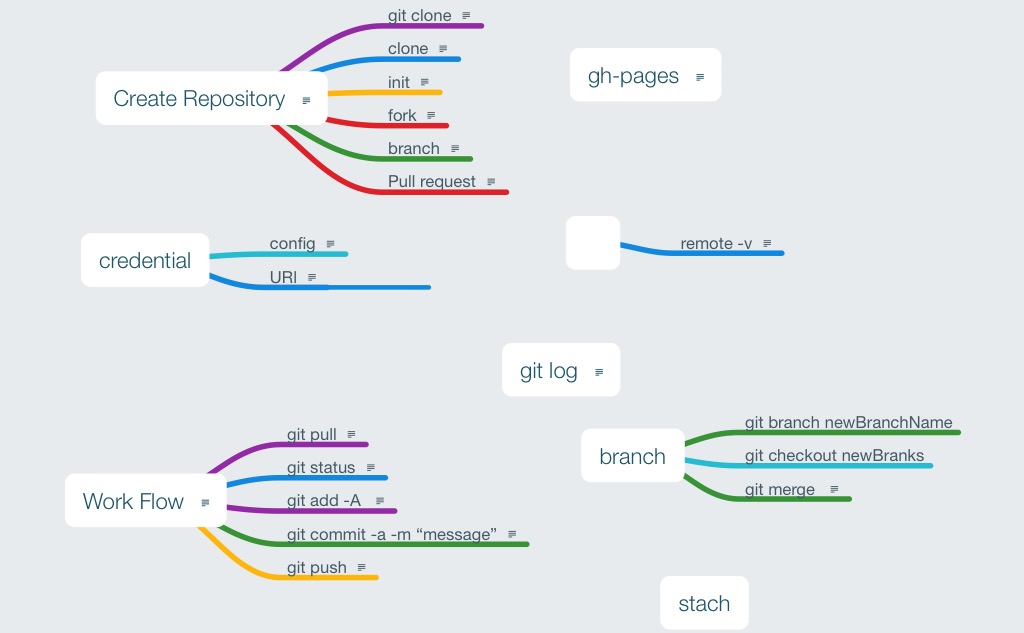 git clone
clone
init
fork
branch
Pull request
Create Repository
gh-pages
credential
config
URI
remote -v
git log
Work Flow
git pull
git status
git add -A
git commit -a -m “message”
git push
branch
git branch newBranchName
git checkout newBranks
git merge
stach